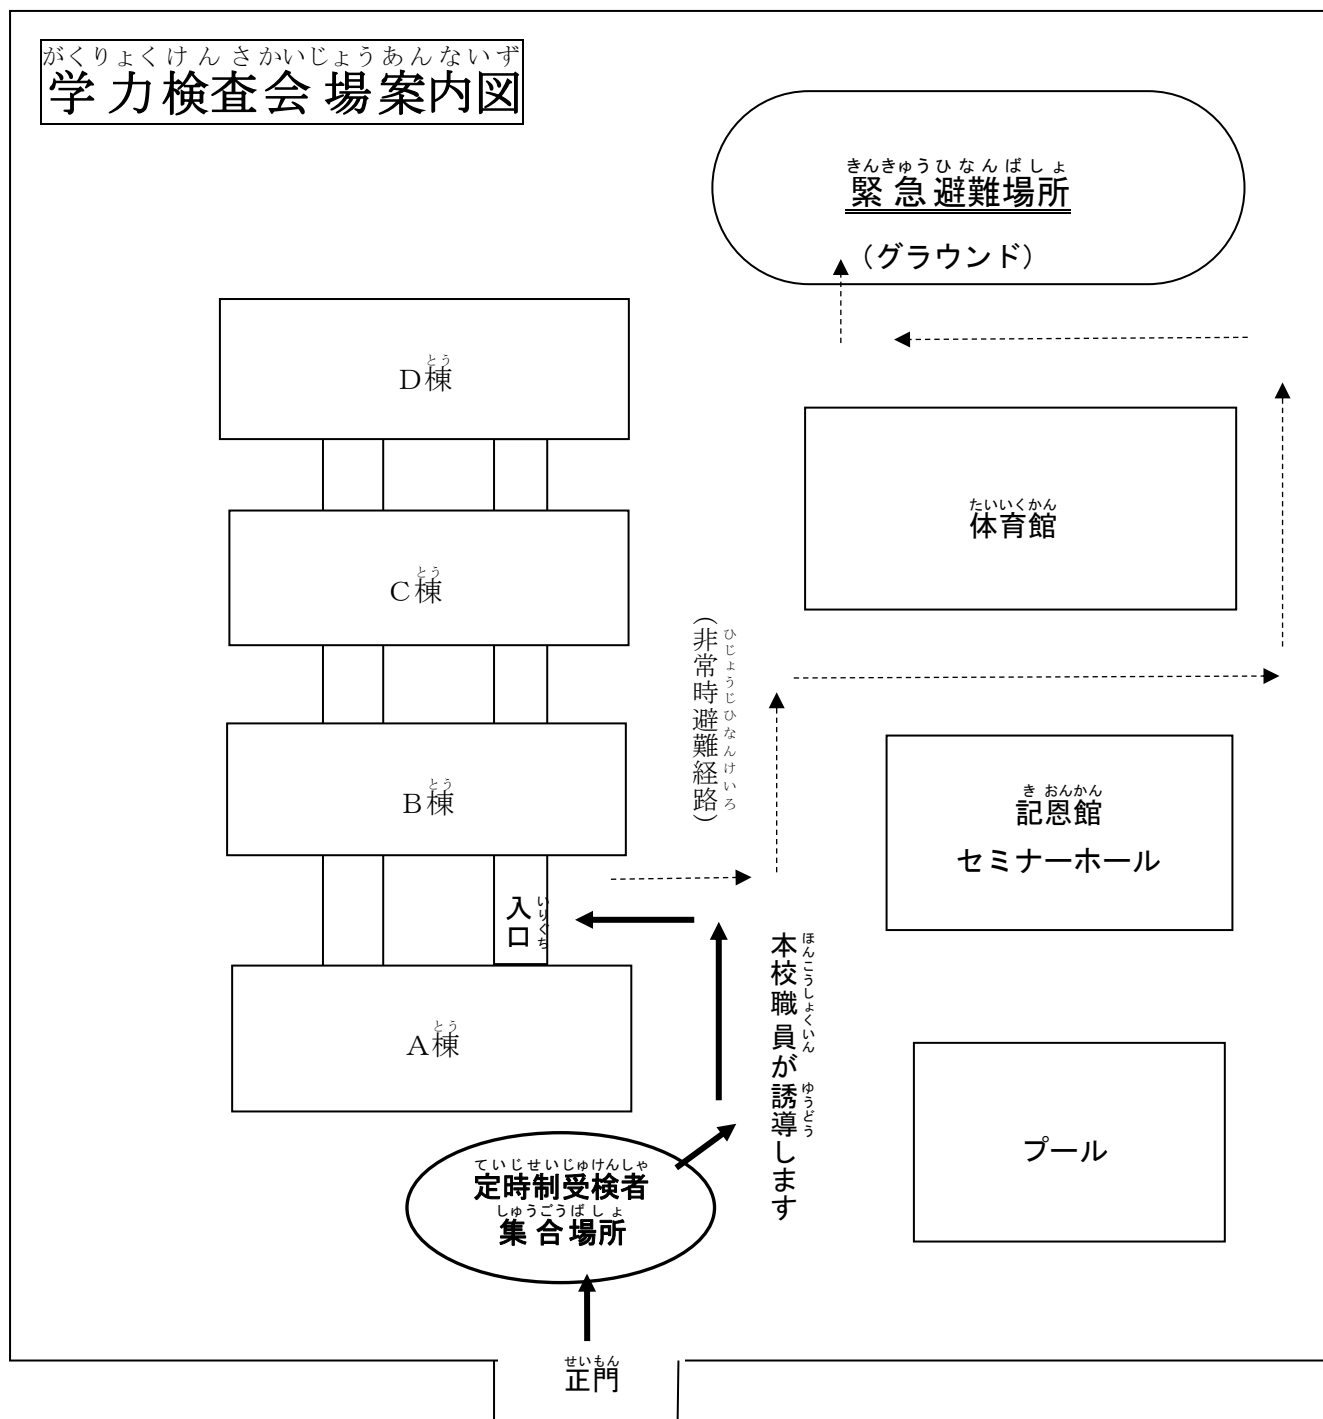 がくりょくけんさかいじょうあんないず
学力検査会場案内図
きんきゅうひなんばしょ
緊急避難場所
（グラウンド）
とう
D棟
たいいくかん
体育館
とう
C棟
（非常時避難経路）
ひじょうじひなんけいろ
とう
B棟
きおんかん
記恩館
セミナーホール
入口
いりぐち
本校職員が誘導します
ほんこうしょくいん ゆうどう
とう
A棟
プール
ていじせいじゅけんしゃ
定時制受検者
しゅうごうばしょ
集合場所
せいもん
正門